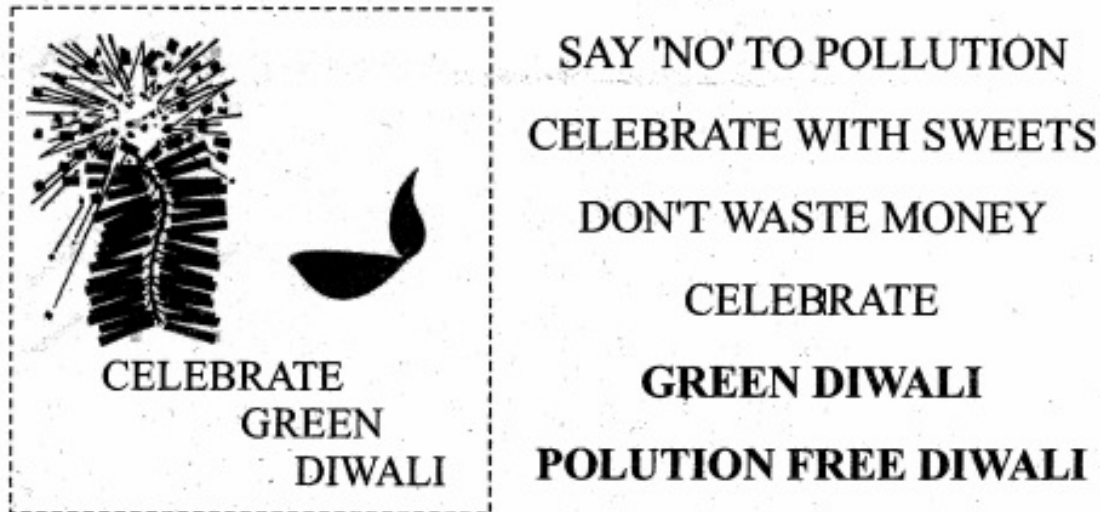 CELEBRATE
GREEN
DIWALI
SAY 'NO' TO POLLUTION
CELEBRATE WITH SWEETS
DON'T WASTE MONEY
CELEBRATE
GREEN DIWALI
POLUTION FREE DIWALI